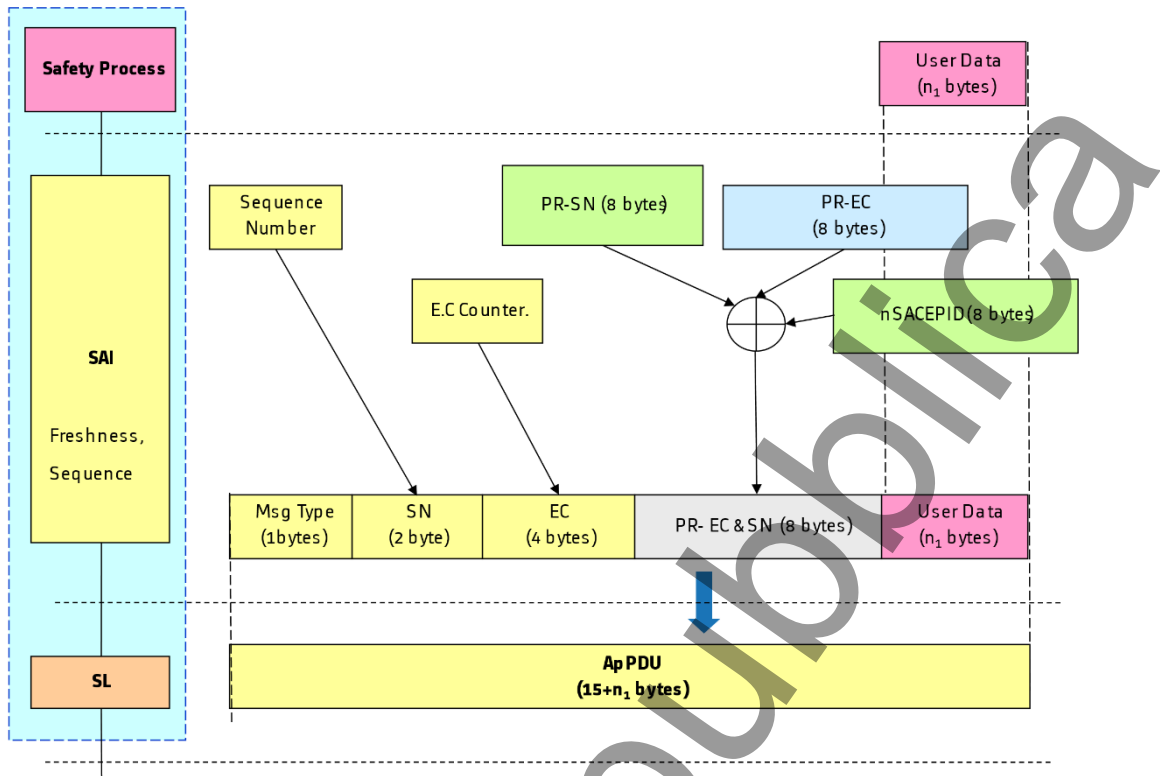 Safety Process
User Data
(n₁ bytes)
Sequence
Number
PR-SN (8 bytes)
PR-EC
(8 bytes)
E.C Counter.
nSACEPID(8 bytes)
SAI
Freshness,
Sequence
Msg Type
(1bytes)
SN
(2 byte)
EC
(4 bytes)
PR- EC & SN (8 bytes)
User Data
(n₁ bytes)
ApPDU
(15+n₁ bytes)
SL